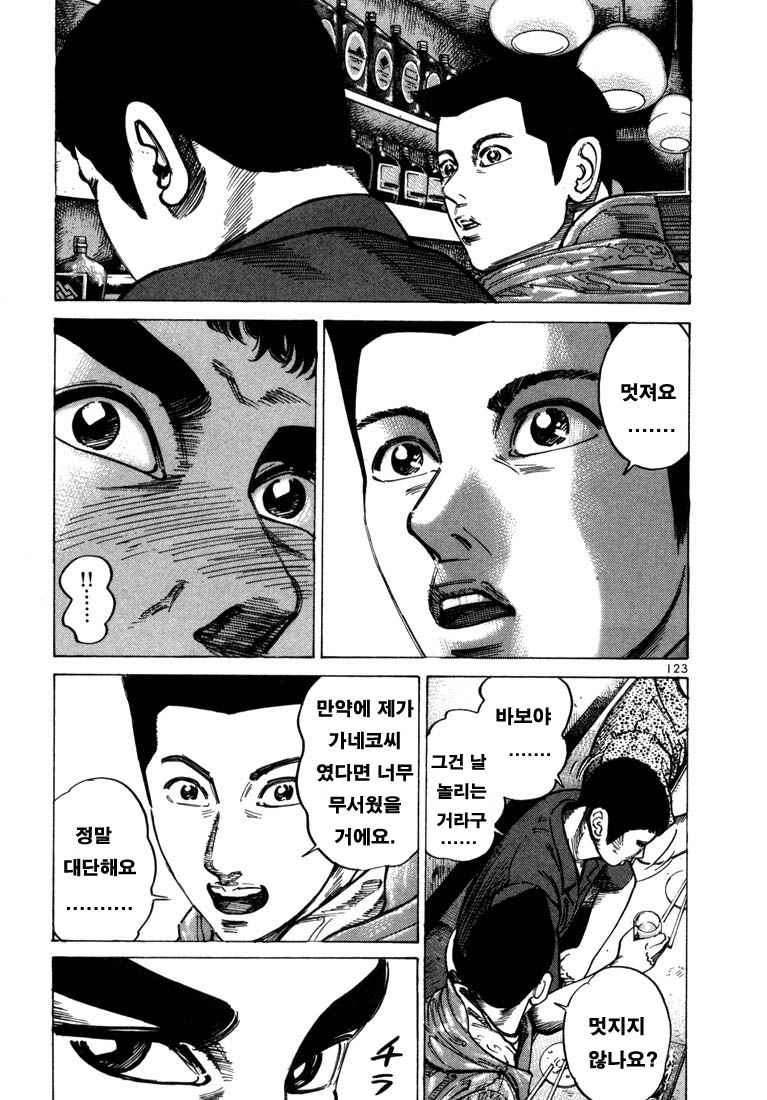 멋져요
.......
!!......
123
바보야
.......
그건 날
놀리는
거라구
......
멋지지
않나요?
만약에 제가
가네코씨
였다면 너무
무서웠을
거에요.
정말
대단해요
..........
チラ